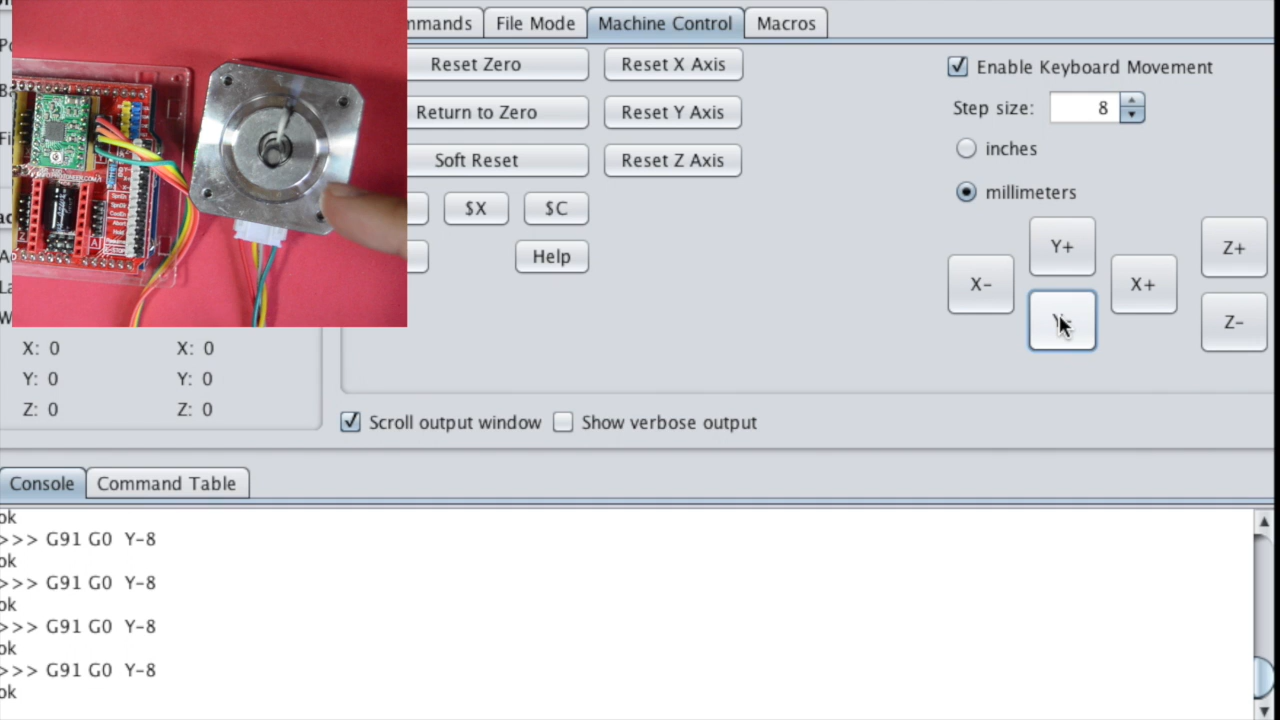 mmands
File Mode
Machine Control
Macros
Reset Zero
Reset X Axis
Enable Keyboard Movement
Step size: 8
Return to Zero
Reset Y Axis
inches
Soft Reset
Reset Z Axis
millimeters
$X
$C
Help
Y+
Z+
X-
X+
Z-
X: 0 X: 0
Y: 0 Y: 0
Z: 0 Z: 0
Scroll output window
Show verbose output
Console
Command Table
ok
>>> G91 G0 Y-8
ok
>>> G91 G0 Y-8
ok
>>> G91 G0 Y-8
ok
>>> G91 G0 Y-8
ok